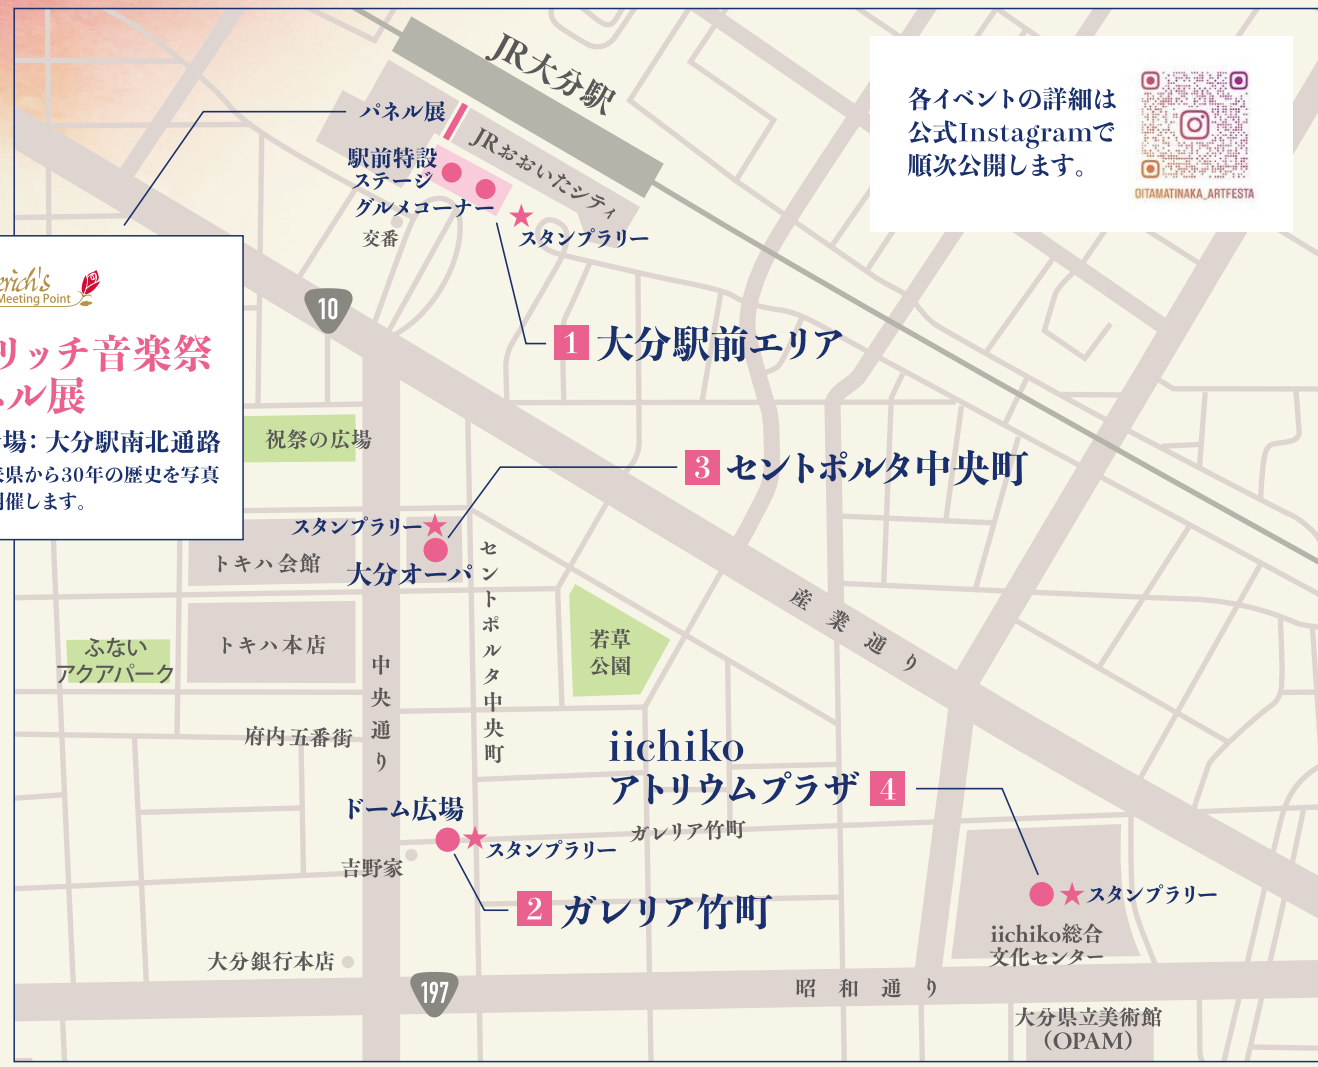 JR大分駅
パネル展
JRおおいたシティ
駅前特設
ステージ
グルメコーナー
交番
スタンプラリー
各イベントの詳細は
公式Instagramで
順次公開します。
OITAMATINAKA_ARTFESTA
Meeting Point
リッチ音楽祭
ル展
場：大分駅南北通路
県から30年の歴史を写真
開催します。
10
1 大分駅前エリア
祝祭の広場
3 セントポルタ中央町
スタンプラリー
大分オーパ
トキハ会館
トキハ本店
ふない
アクアパーク
セントポルタ中央町
若草
公園
産業通り
中央通り
府内五番街
iichiko
アトリウムプラザ 4
ドーム広場
スタンプラリー
ガレリア竹町
吉野家
2 ガレリア竹町
スタンプラリー
iichiko総合
文化センター
大分銀行本店
197
昭和通り
大分県立美術館
（OPAM）